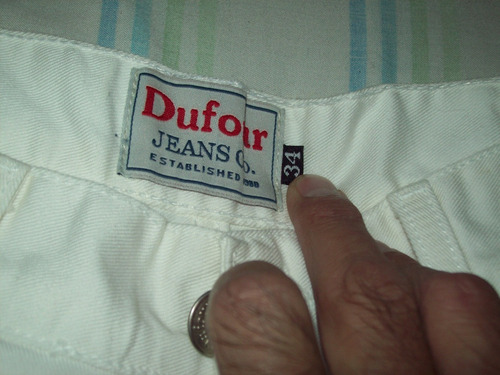 Dufour
JEANS CO.
ESTABLISHED
34